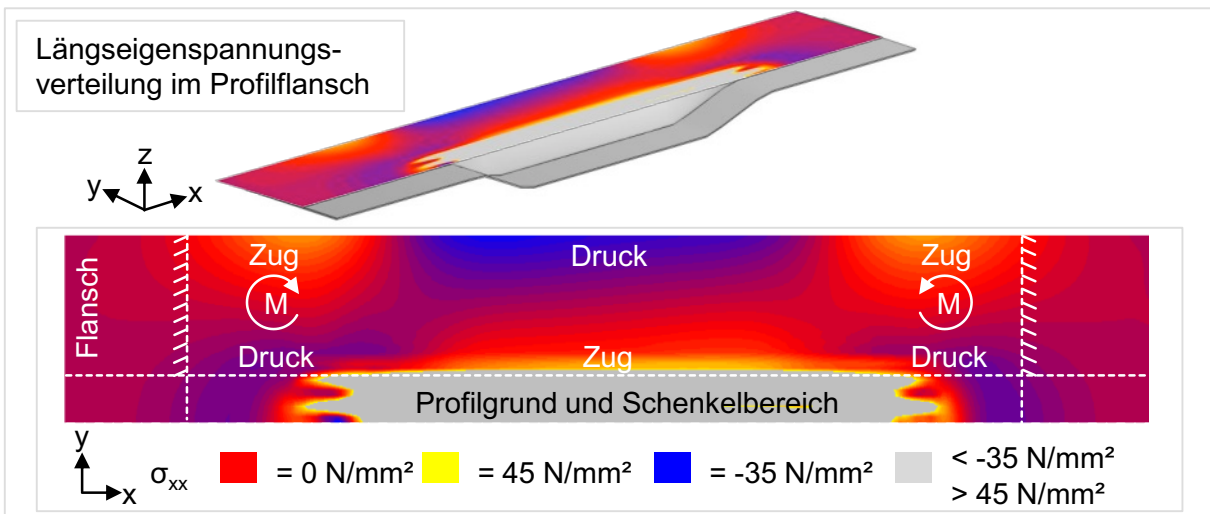 Längseigenspannungs-
verteilung im Profilflansch
z
y
x
Flansch
Zug
Druck
Zug
M
M
Druck
Zug
Druck
Profilgrund und Schenkelbereich
y
x
σxx
= 0 N/mm²
= 45 N/mm²
= -35 N/mm²
< -35 N/mm²
> 45 N/mm²